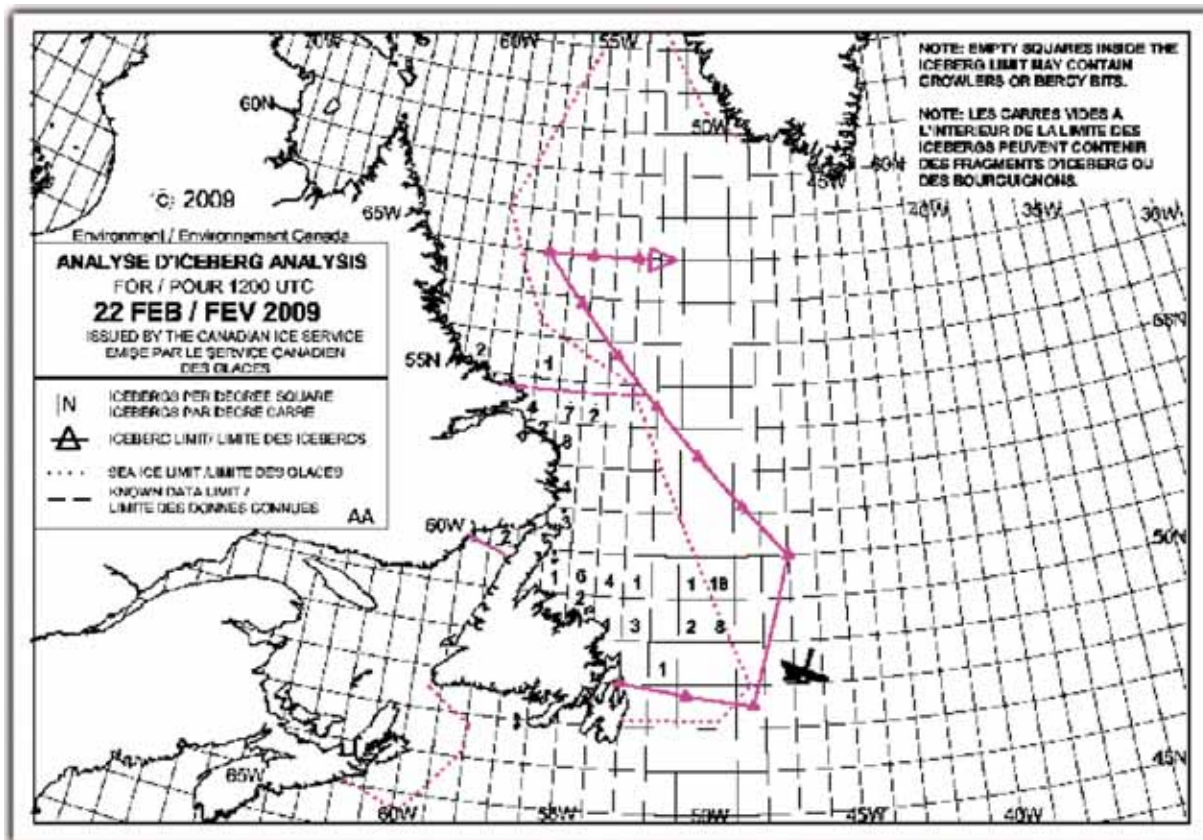 70W
60W
55W
NOTE: EMPTY SQUARES INSIDE THE
ICEBERG LIMIT MAY CONTAIN
GROWLERS OR BERGY BITS.
NOTE: LES CARRES VIDES A
L'INTERIEUR DE LA LIMITE DES
ICEBERGS PEUVENT CONTENIR
DES FRAGMENTS D'ICEBERG OU
DES BOURGUIGNONS.
60N
50W
60N
45W
© 2009
65W
40W
35W
30W
Environment / Environnement Canada
ANALYSE D'ICEBERG ANALYSIS
FOR / POUR 1200 UTC
22 FEB / FEV 2009
ISSUED BY THE CANADIAN ICE SERVICE
EMISE PAR LE SERVICE CANADIEN
DES GLACES
55N
55N
2
1
N ICEBERGS PER DEGREE SQUARE
ICEBERGS PAR DEGRE CARRE
ICEBERG LIMIT/ LIMITE DES ICEBERGS
SEA ICE LIMIT /LIMITE DES GLACES
KNOWN DATA LIMIT /
LIMITE DES DONNES CONNUES
AA
4 7 2
2
8
60W
2 3
50N
1 6 4 1 1 18
2
3 2 8
1
65W
45N
60W
55W
50W
45W
40W